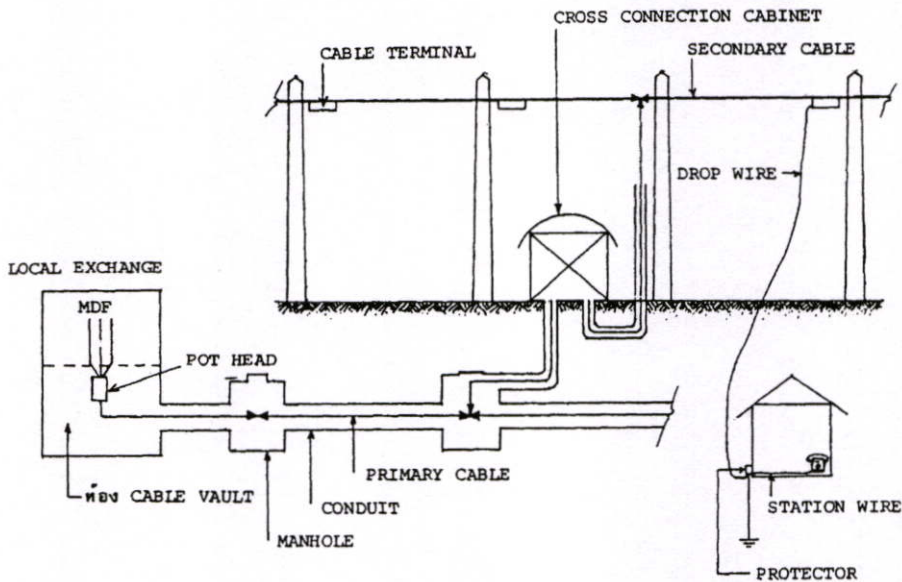 CROSS CONNECTION CABINET
CABLE TERMINAL
SECONDARY CABLE
DROP WIRE
LOCAL EXCHANGE
MDF
POT HEAD
PRIMARY CABLE
ห้อง CABLE VAULT
CONDUIT
STATION WIRE
MANHOLE
PROTECTOR